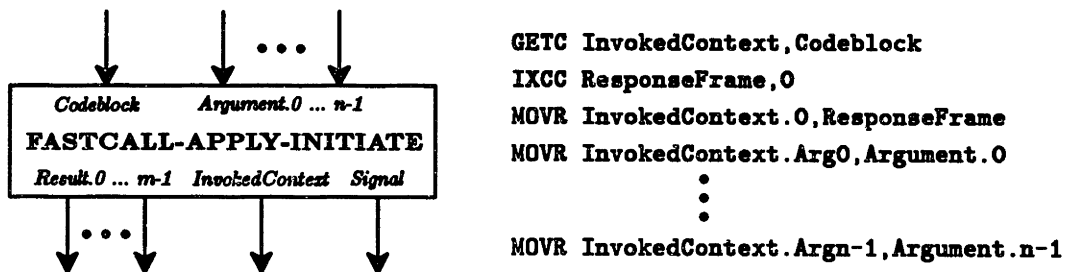 Codeblock Argument.0 ... n-1
FASTCALL-APPLY-INITIATE
Result.0 ... m-1 InvokedContext Signal
GETC InvokedContext,Codeblock
IXCC ResponseFrame,0
MOVR InvokedContext.0,ResponseFrame
MOVR InvokedContext.Arg0,Argument.0
MOVR InvokedContext.Argn-1,Argument.n-1